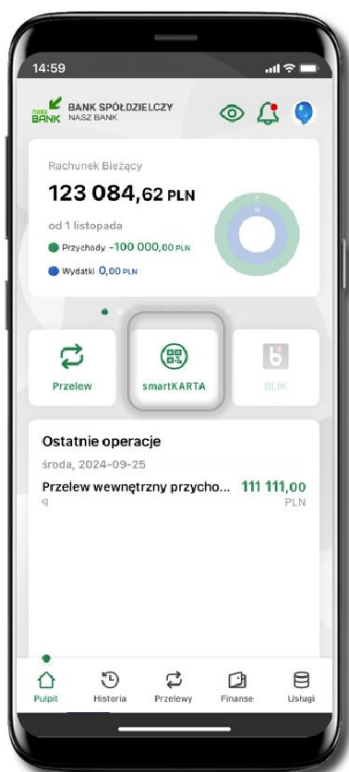 14:59
nasz BANK BANK SPÓŁDZIELCZY
NASZ BANK
Rachunek Bieżący
123 084,62 PLN
od 1 listopada
Przychody -100 000,00 PLN
Wydatki 0,00 PLN
Przelew
smartKARTA
BLIK
Ostatnie operacje
środa, 2024-09-25
Przelew wewnętrzny przycho... 111 111,00
q PLN
Pulpit
Historia
Przelewy
Finanse
Usługi